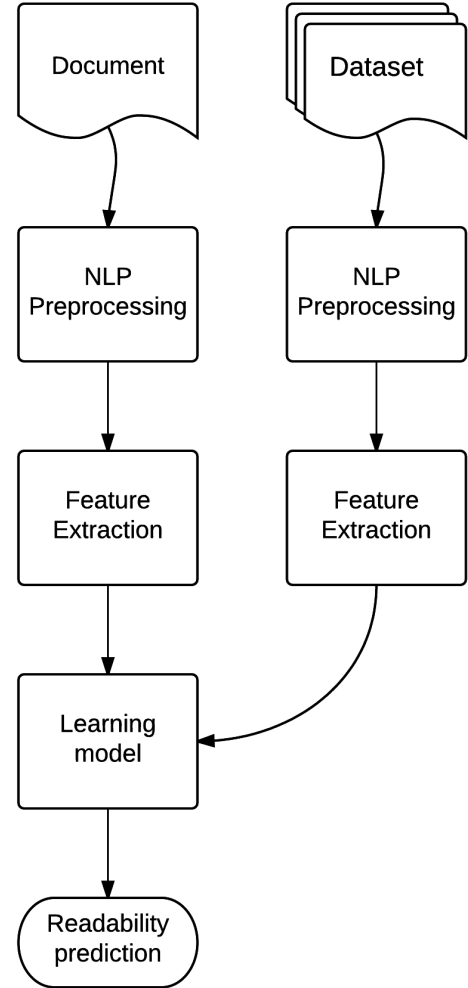 Document
Dataset
NLP
Preprocessing
NLP
Preprocessing
Feature
Extraction
Feature
Extraction
Learning
model
Readability
prediction